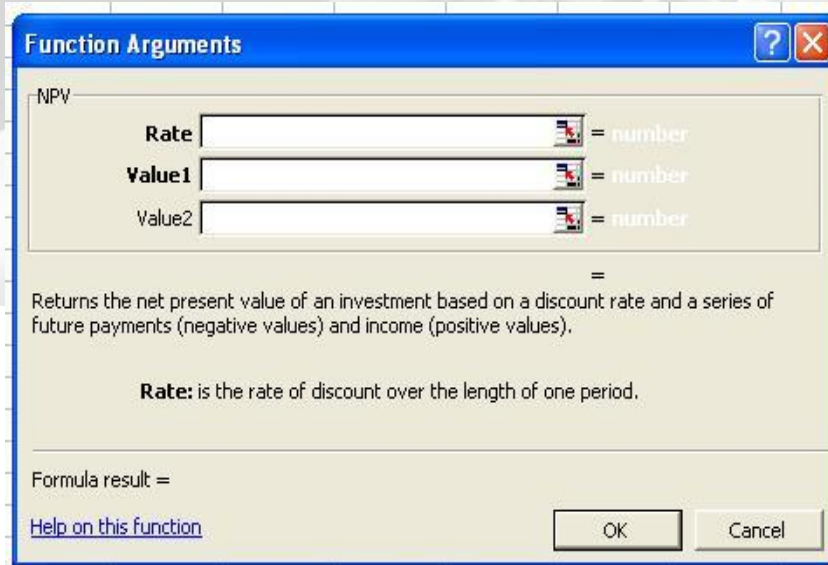 Function Arguments
NPV
Rate = number
Value1 = number
Value2 = number
=
Returns the net present value of an investment based on a discount rate and a series of
future payments (negative values) and income (positive values).
Rate: is the rate of discount over the length of one period.
Formula result =
Help on this function
OK Cancel